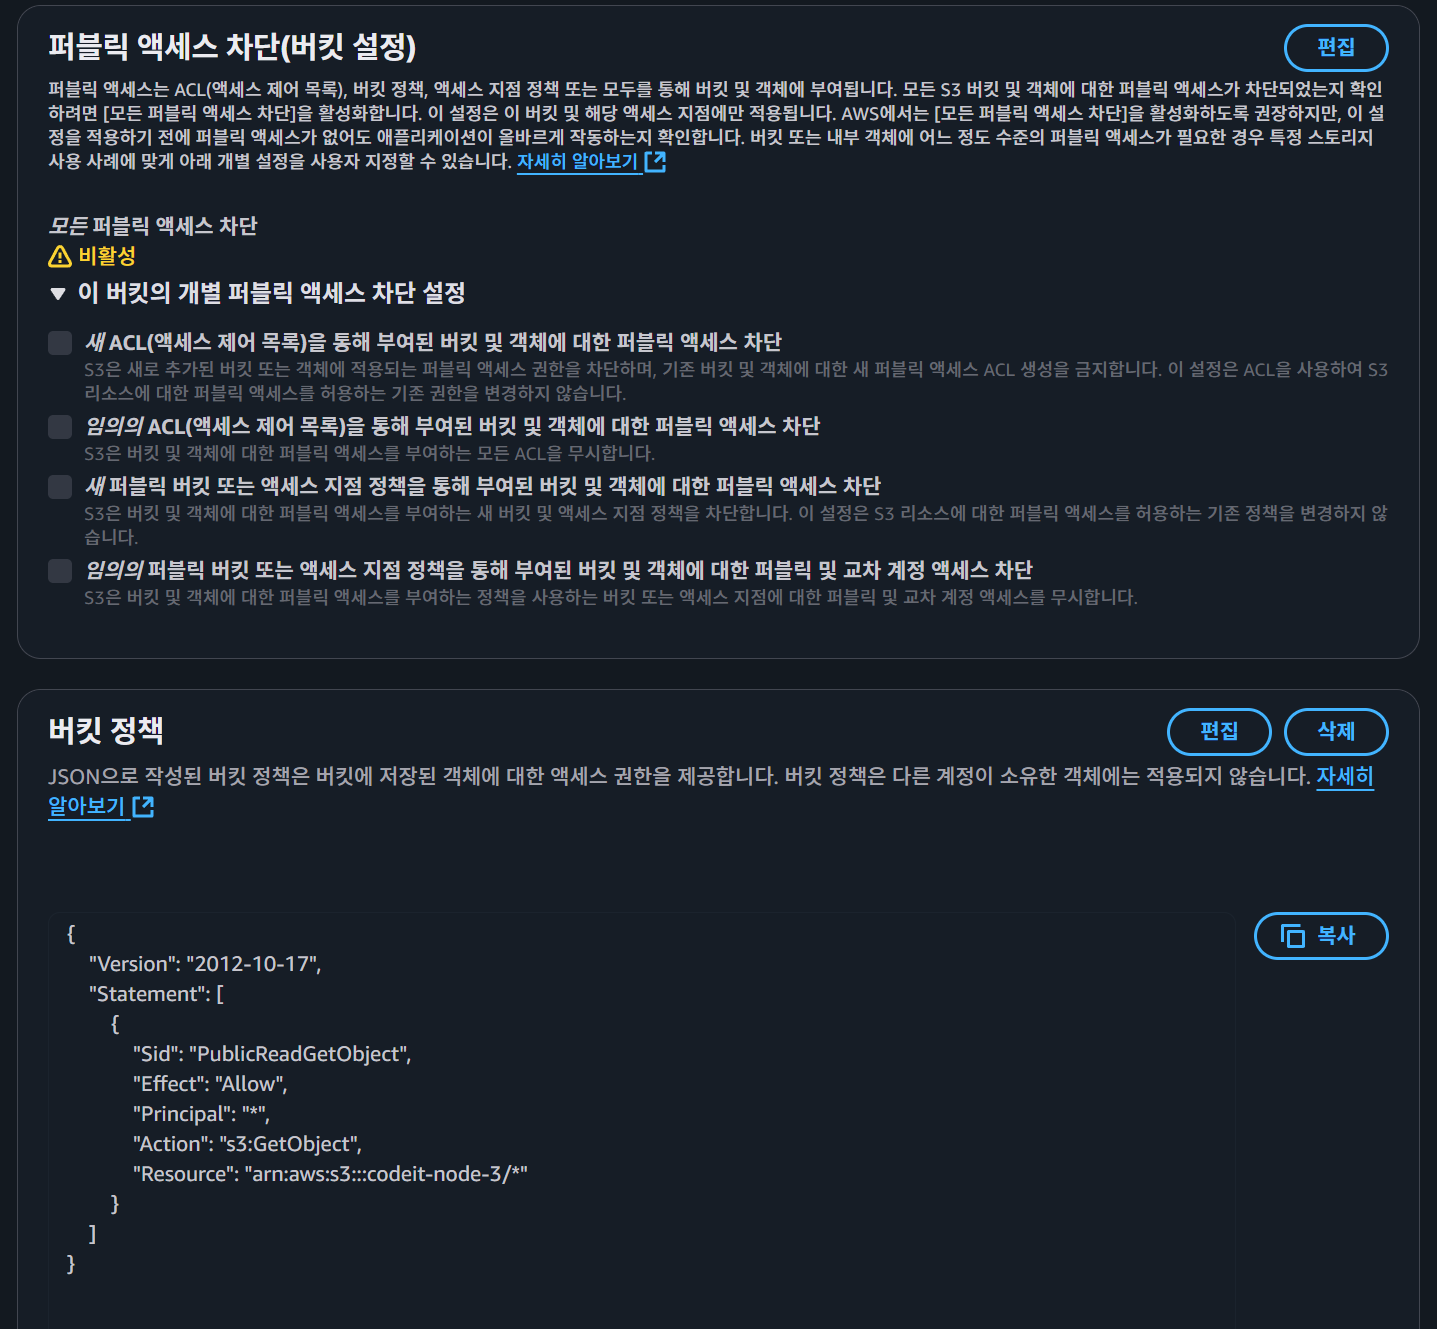 퍼블릭 액세스 차단(버킷 설정)
편집
퍼블릭 액세스는 ACL(액세스 제어 목록), 버킷 정책, 액세스 지점 정책 또는 모두를 통해 버킷 및 객체에 부여됩니다. 모든 S3 버킷 및 객체에 대한 퍼블릭 액세스가 차단되었는지 확인
하려면 [모든 퍼블릭 액세스 차단]을 활성화합니다. 이 설정은 이 버킷 및 해당 액세스 지점에만 적용됩니다. AWS에서는 [모든 퍼블릭 액세스 차단]을 활성화하도록 권장하지만, 이 설
정을 적용하기 전에 퍼블릭 액세스가 없어도 애플리케이션이 올바르게 작동하는지 확인합니다. 버킷 또는 내부 객체에 어느 정도 수준의 퍼블릭 액세스가 필요한 경우 특정 스토리지
사용 사례에 맞게 아래 개별 설정을 사용자 지정할 수 있습니다. 자세히 알아보기
모든 퍼블릭 액세스 차단
비활성
이 버킷의 개별 퍼블릭 액세스 차단 설정
새 ACL(액세스 제어 목록)을 통해 부여된 버킷 및 객체에 대한 퍼블릭 액세스 차단
S3은 새로 추가된 버킷 또는 객체에 적용되는 퍼블릭 액세스 권한을 차단하며, 기존 버킷 및 객체에 대한 새 퍼블릭 액세스 ACL 생성을 금지합니다. 이 설정은 ACL을 사용하여 S3
리소스에 대한 퍼블릭 액세스를 허용하는 기존 권한을 변경하지 않습니다.
임의의 ACL(액세스 제어 목록)을 통해 부여된 버킷 및 객체에 대한 퍼블릭 액세스 차단
S3은 버킷 및 객체에 대한 퍼블릭 액세스를 부여하는 모든 ACL을 무시합니다.
새 퍼블릭 버킷 또는 액세스 지점 정책을 통해 부여된 버킷 및 객체에 대한 퍼블릭 액세스 차단
S3은 버킷 및 객체에 대한 퍼블릭 액세스를 부여하는 새 버킷 및 액세스 지점 정책을 차단합니다. 이 설정은 S3 리소스에 대한 퍼블릭 액세스를 허용하는 기존 정책을 변경하지 않
습니다.
임의의 퍼블릭 버킷 또는 액세스 지점 정책을 통해 부여된 버킷 및 객체에 대한 퍼블릭 및 교차 계정 액세스 차단
S3은 버킷 및 객체에 대한 퍼블릭 액세스를 부여하는 정책을 사용하는 버킷 또는 액세스 지점에 대한 퍼블릭 및 교차 계정 액세스를 무시합니다.
버킷 정책
편집
삭제
JSON으로 작성된 버킷 정책은 버킷에 저장된 객체에 대한 액세스 권한을 제공합니다. 버킷 정책은 다른 계정이 소유한 객체에는 적용되지 않습니다. 자세히
알아보기
복사
{
"Version": "2012-10-17",
"Statement": [
{
"Sid": "PublicReadGetObject",
"Effect": "Allow",
"Principal": "*",
"Action": "s3:GetObject",
"Resource": "arn:aws:s3:::codeit-node-3/*"
}
]
}